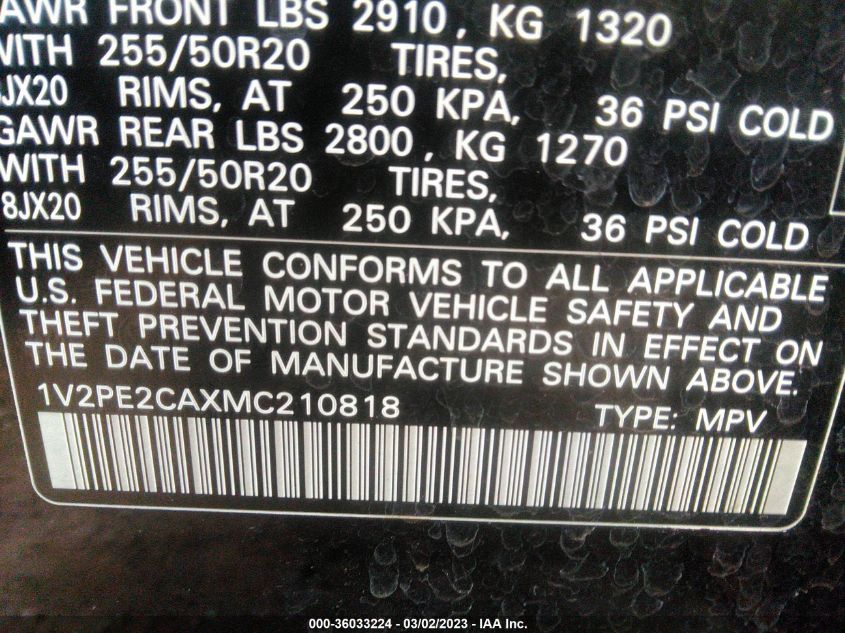 GAWR FRONT LBS 2910, KG 1320
WITH 255/50R20 TIRES,
8JX20 RIMS, AT 250 KPA, 36 PSI COLD
GAWR REAR LBS 2800, KG 1270
WITH 255/50R20 TIRES,
8JX20 RIMS, AT 250 KPA, 36 PSI COLD
THIS VEHICLE CONFORMS TO ALL APPLICABLE
U.S. FEDERAL MOTOR VEHICLE SAFETY AND
THEFT PREVENTION STANDARDS IN EFFECT ON
THE DATE OF MANUFACTURE SHOWN ABOVE.
1V2PE2CAXMC210818 TYPE: MPV
000-36033224 - 03/02/2023 - IAA Inc.